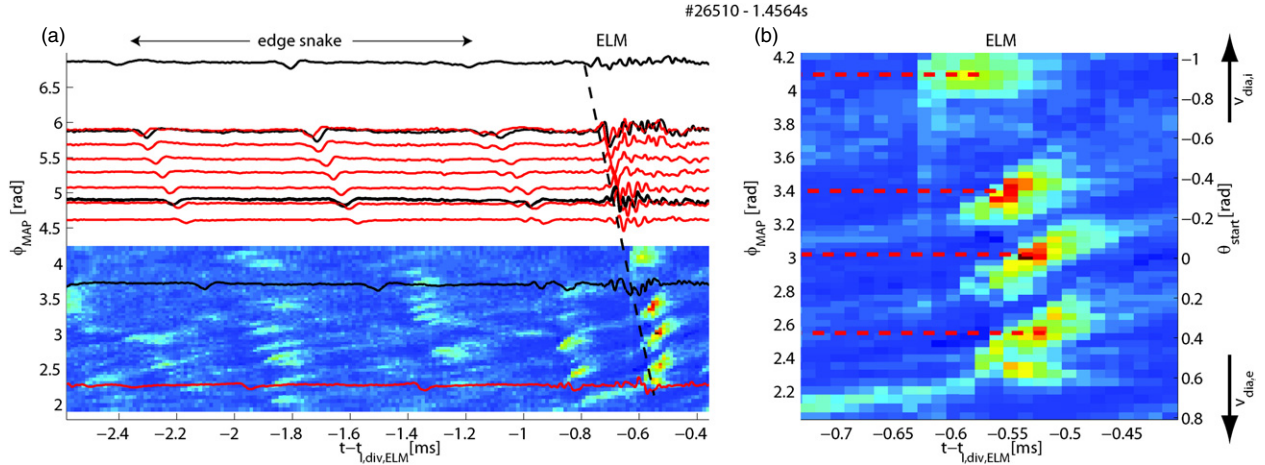 #26510 - 1.4564s
(a)
edge snake
ELM
6.5
6
5.5
5
4.5
4
3.5
3
2.5
2
ϕMAP [rad]
−2.4 −2.2 −2 −1.8 −1.6 −1.4 −1.2 −1 −0.8 −0.6 −0.4
t−tI,div,ELM[ms]
(b)
ELM
4.2
4
3.8
3.6
3.4
3.2
3
2.8
2.6
2.4
2.2
ϕMAP [rad]
−0.7 −0.65 −0.6 −0.55 −0.5 −0.45
t−tI,div,ELM[ms]
−1
−0.8
−0.6
−0.4
−0.2
0
0.2
0.4
0.6
0.8
θstart [rad]
vdia,i
vdia,e